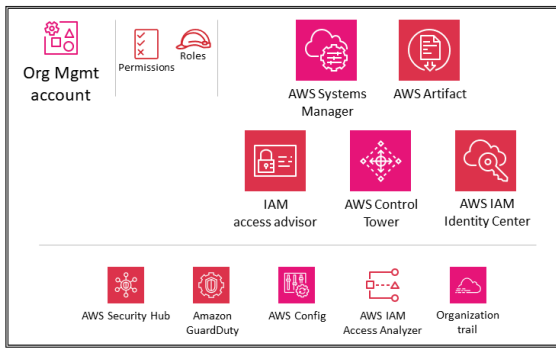 Org Mgmt
account
Permissions
Roles
AWS Systems
Manager
AWS Artifact
IAM
access advisor
AWS Control
Tower
AWS IAM
Identity Center
AWS Security Hub
Amazon
GuardDuty
AWS Config
AWS IAM
Access Analyzer
Organization
trail